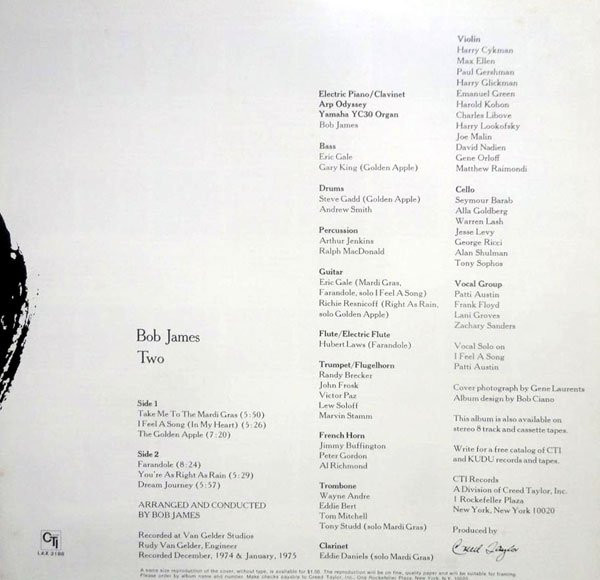 Bob James
Two
Side 1
Take Me To The Mardi Gras (5:50)
I Feel A Song (In My Heart) (5:26)
The Golden Apple (7:20)
Side 2
Farandole (8:24)
You're As Right As Rain (5:29)
Dream Journey (5:57)
ARRANGED AND CONDUCTED
BY BOB JAMES
Recorded at Van Gelder Studios
Rudy Van Gelder, Engineer
Recorded December, 1974 & January, 1975
Electric Piano/Clavinet
Arp Odyssey
Yamaha YC30 Organ
Bob James
Bass
Eric Gale
Gary King (Golden Apple)
Drums
Steve Gadd (Golden Apple)
Andrew Smith
Percussion
Arthur Jenkins
Ralph MacDonald
Guitar
Eric Gale (Mardi Gras,
Farandole, solo I Feel A Song)
Richie Resnicoff (Right As Rain,
solo Golden Apple)
Flute/Electric Flute
Hubert Laws (Farandole)
Trumpet/Flugelhorn
Randy Brecker
John Frosk
Victor Paz
Lew Soloff
Marvin Stamm
French Horn
Jimmy Buffington
Peter Gordon
Al Richmond
Trombone
Wayne Andre
Eddie Bert
Tom Mitchell
Tony Studd (solo Mardi Gras)
Clarinet
Eddie Daniels (solo Mardi Gras)
Violin
Harry Cykman
Max Ellen
Paul Gershman
Harry Glickman
Emanuel Green
Harold Kohon
Charles Libove
Harry Lookofsky
Joe Malin
David Nadien
Gene Orloff
Matthew Raimondi
Cello
Seymour Barab
Alla Goldberg
Warren Lash
Jesse Levy
George Ricci
Alan Shulman
Tony Sophos
Vocal Group
Patti Austin
Frank Floyd
Lani Groves
Zachary Sanders
Vocal Solo on
I Feel A Song
Patti Austin
Cover photograph by Gene Laurents
Album design by Bob Ciano
This album is also available on
stereo 8 track and cassette tapes.
Write for a free catalog of CTI
and KUDU records and tapes.
CTI Records
A Division of Creed Taylor, Inc.
1 Rockefeller Plaza
New York, New York 10020
Produced by
Creed Taylor
CTI
LAX 3188
A same size reproduction of the album cover, without type, is available for $1.50. The reproduction will be on fine, quality paper and will be suitable for framing.
Please order by album name and number. Make checks payable to Creed Taylor, Inc. One Rockefeller Plaza, New York, N.Y. 10020